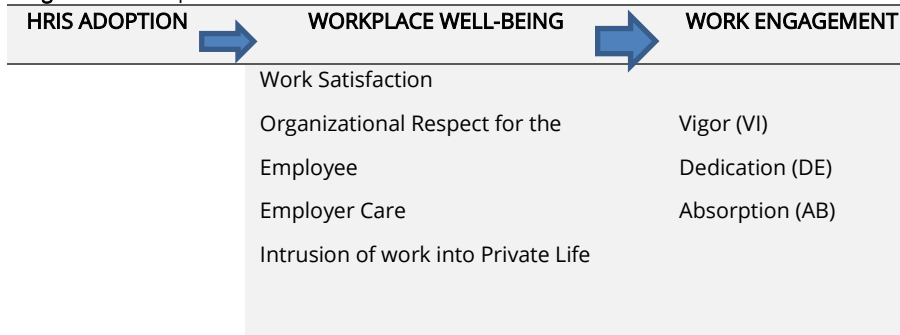 HRIS ADOPTION WORKPLACE WELL-BEING WORK ENGAGEMENT
Work Satisfaction
Organizational Respect for the Vigor (VI)
Employee Dedication (DE)
Employer Care Absorption (AB)
Intrusion of work into Private Life